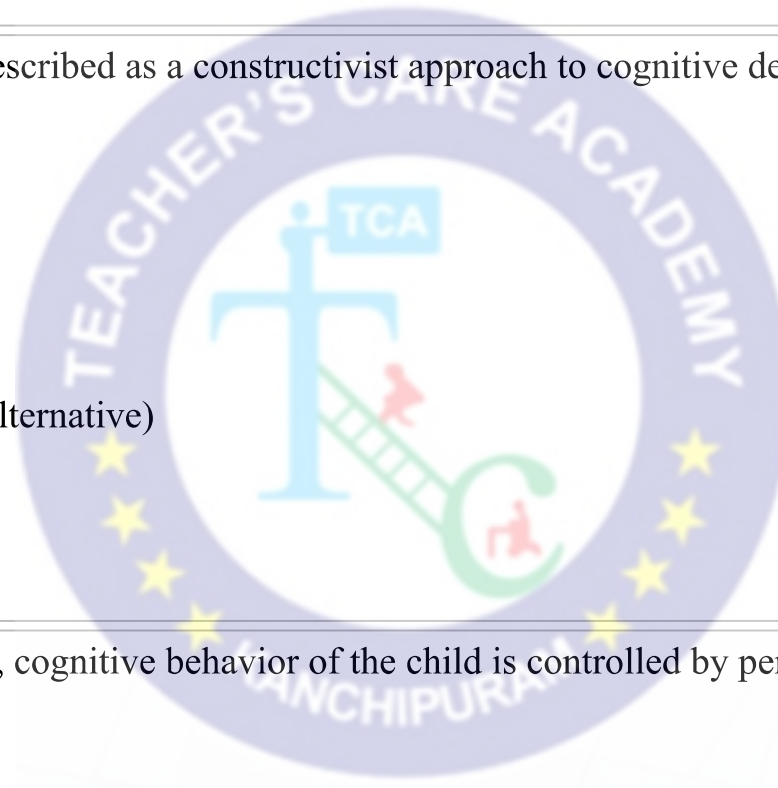 escribed as a constructivist approach to cognitive de
TEACHER'S CARE ACADEMY
TCA
lternative)
, cognitive behavior of the child is controlled by per
KANCHIPURAM